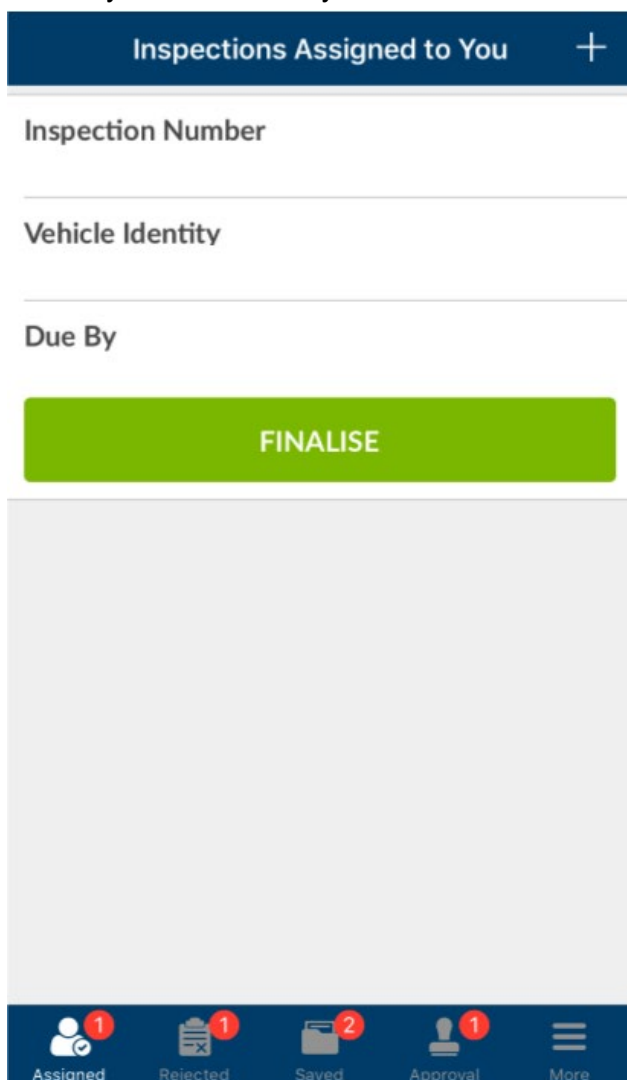 Inspections Assigned to You +
Inspection Number
Vehicle Identity
Due By
FINALISE
1 1 2 1
Assigned Rejected Saved Approval More